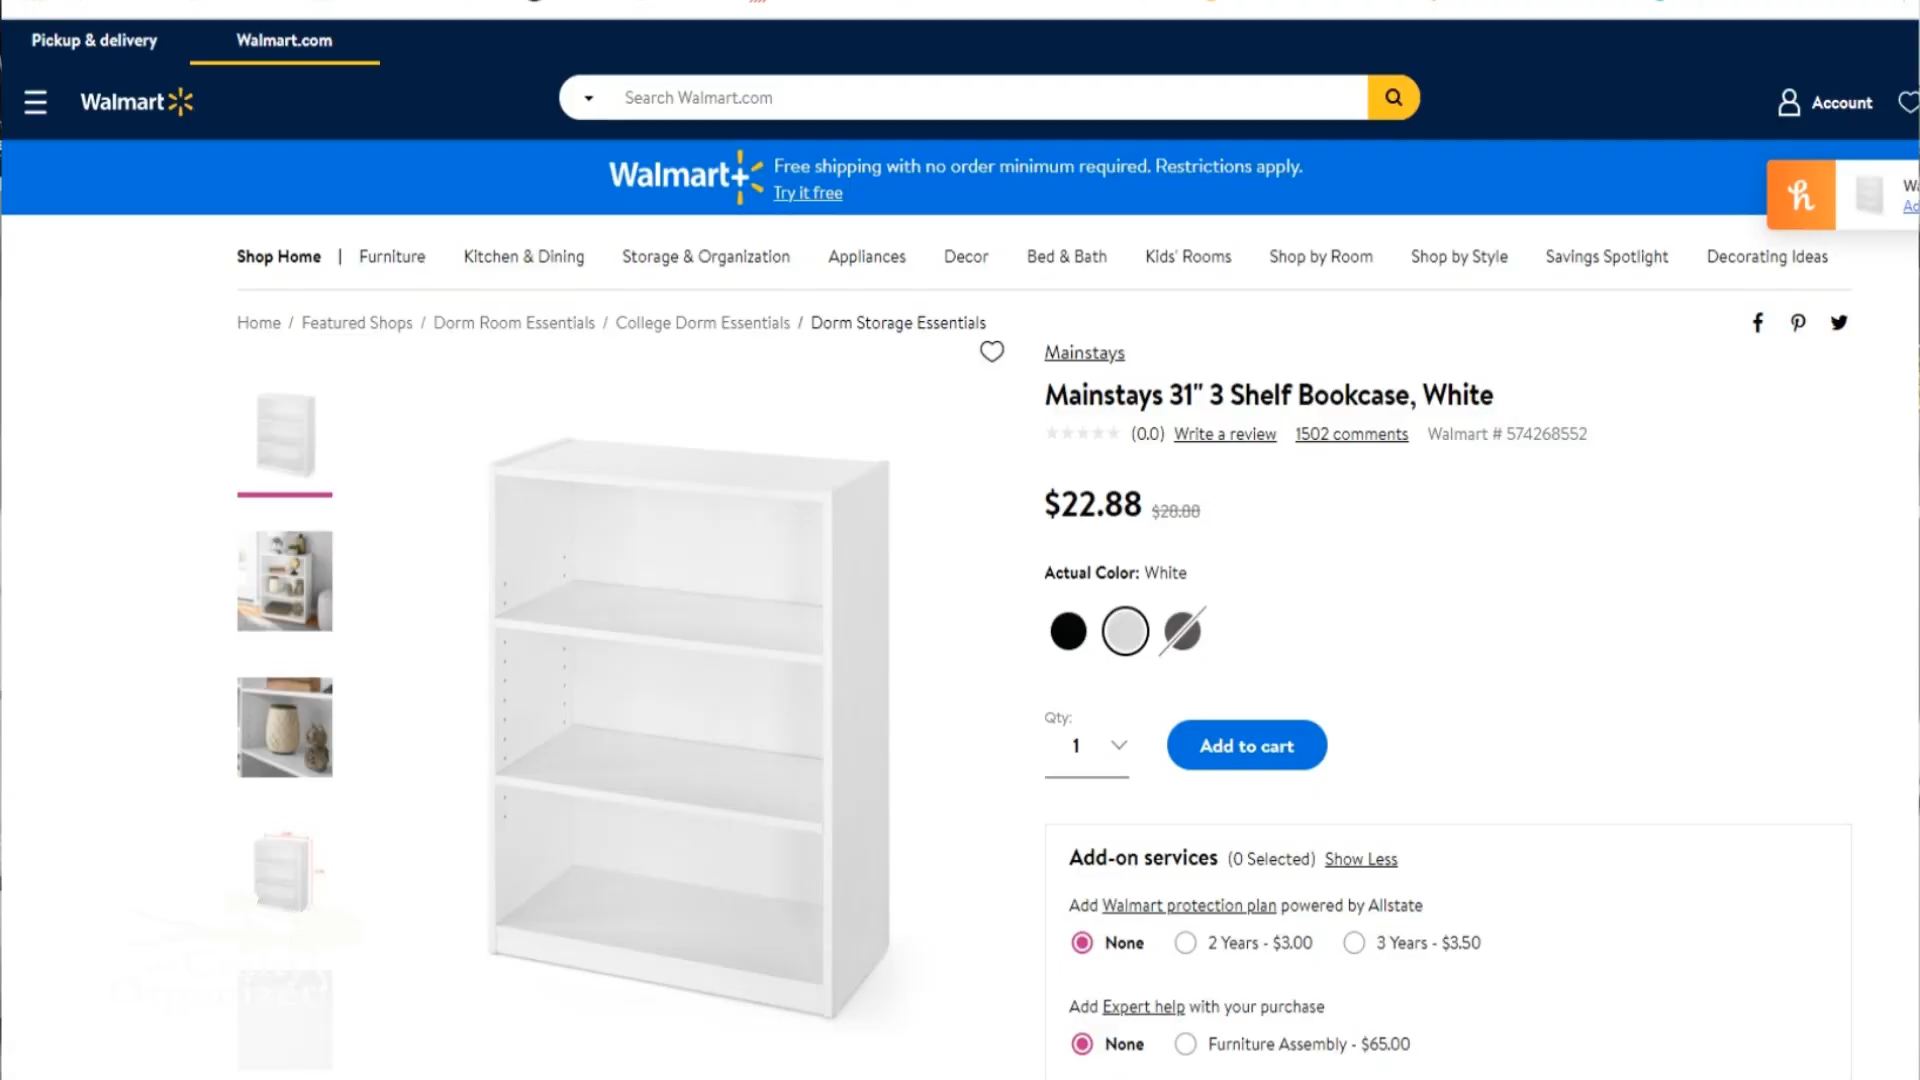 Pickup & delivery
Walmart.com
Walmart
Search Walmart.com
Account
Walmart+
Free shipping with no order minimum required. Restrictions apply.
Try it free
Shop Home | Furniture Kitchen & Dining Storage & Organization Appliances Decor Bed & Bath Kids' Rooms Shop by Room Shop by Style Savings Spotlight Decorating Ideas
Home / Featured Shops / Dorm Room Essentials / College Dorm Essentials / Dorm Storage Essentials
Mainstays
Mainstays 31" 3 Shelf Bookcase, White
(0.0) Write a review 1502 comments Walmart # 574268552
$22.88 $28.88
Actual Color: White
Qty:
1
Add to cart
Add-on services (0 Selected) Show Less
Add Walmart protection plan powered by Allstate
None 2 Years - $3.00 3 Years - $3.50
Add Expert help with your purchase
None Furniture Assembly - $65.00